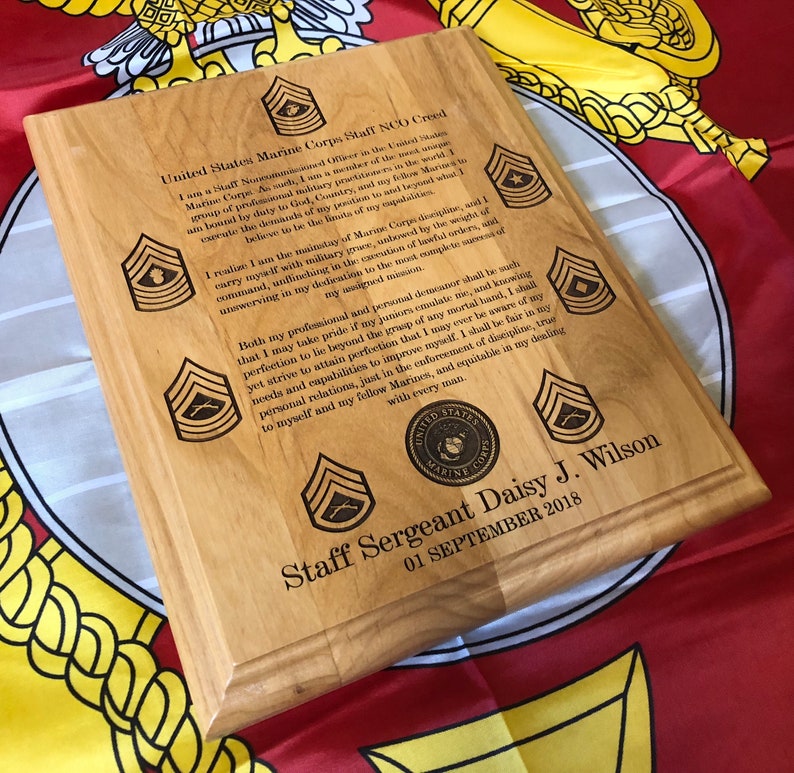 United States Marine Corps Staff NCO Creed
I am a Staff Noncommissioned Officer in the United States
Marine Corps. As such, I am a member of the most unique
group of professional military practitioners in the world. I
am bound by duty to God, Country, and my fellow Marines to
execute the demands of my position to and beyond what I
believe to be the limits of my capabilities.
I realize I am the mainstay of Marine Corps discipline, and I
carry myself with military grace, unbowed by the weight of
command, unflinching in the execution of lawful orders, and
unswerving in my dedication to the most complete success of
my assigned mission.
Both my professional and personal demeanor shall be such
that I may take pride if my juniors emulate me, and knowing
perfection to lie beyond the grasp of any mortal hand, I shall
yet strive to attain perfection that I may ever be aware of my
needs and capabilities to improve myself. I shall be fair in my
personal relations, just in the enforcement of discipline, true
to myself and my fellow Marines, and equitable in my dealing
with every man.
UNITED STATES
MARINE CORPS
Staff Sergeant Daisy J. Wilson
01 SEPTEMBER 2018